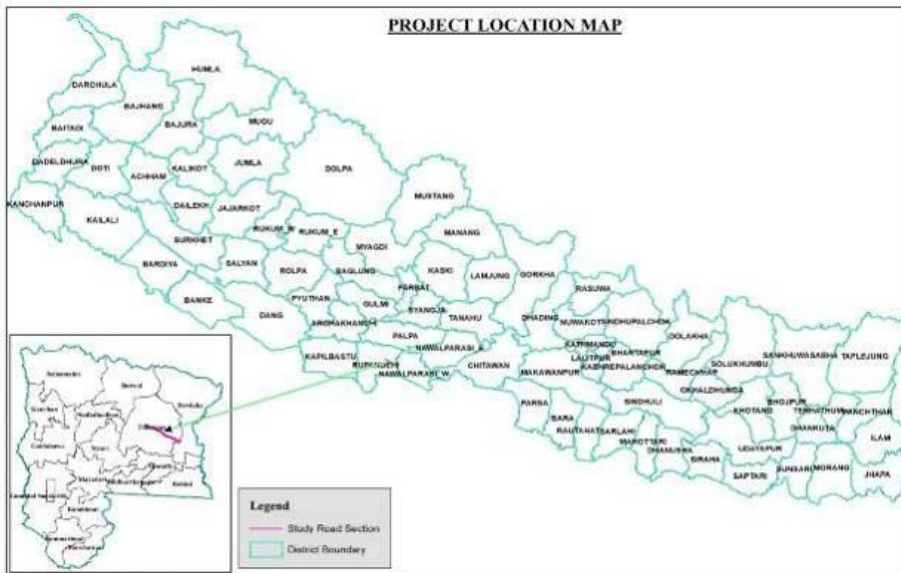 PROJECT LOCATION MAP
HUMLA
DARCHULA
BAJHANG
BAJURA
MUGU
BAITADI
DADELDHURA
DOTI
ACHHAM
KALIKOT
JUMLA
DOLPA
KANCHANPUR
KAILALI
DAILEKH
JAJARKOT
MUSTANG
SURKHET
RUKUM_W
RUKUM_E
MANANG
MYAGDI
BARDIYA
SALYAN
ROLPA
BAGLUNG
KASKI
LAMJUNG
GORKHA
PARBAT
RASUWA
BANKE
DANG
PYUTHAN
GULMI
SYANGJA
TANAHU
DHADING
NUWAKOT
SINDHUPALCHOK
DOLAKHA
ARGHAKHANCHI
PALPA
KATHMANDU
BHAKTAPUR
SANKHUWASABHA
TAPLEJUNG
KAPILBASTU
RUPANDEHI
NAWALPARASI_E
NAWALPARASI_W
CHITAWAN
LALITPUR
MAKAWANPUR
KABHREPALANCHOK
RAMECHHAP
SOLUKHUMBU
OKHALDHUNGA
PARSA
BARA
SINDHULI
KHOTANG
BHOJPUR
TERHATHUM
PANCHTHAR
DHANKUTA
ILAM
RAUTAHAT
SARLAHI
MAHOTTARI
DHANUSHA
SIRAHA
UDAYAPUR
SAPTARI
SUNSARI
MORANG
JHAPA
Butwal
Devdaha
Legend
Study Road Section
District Boundary